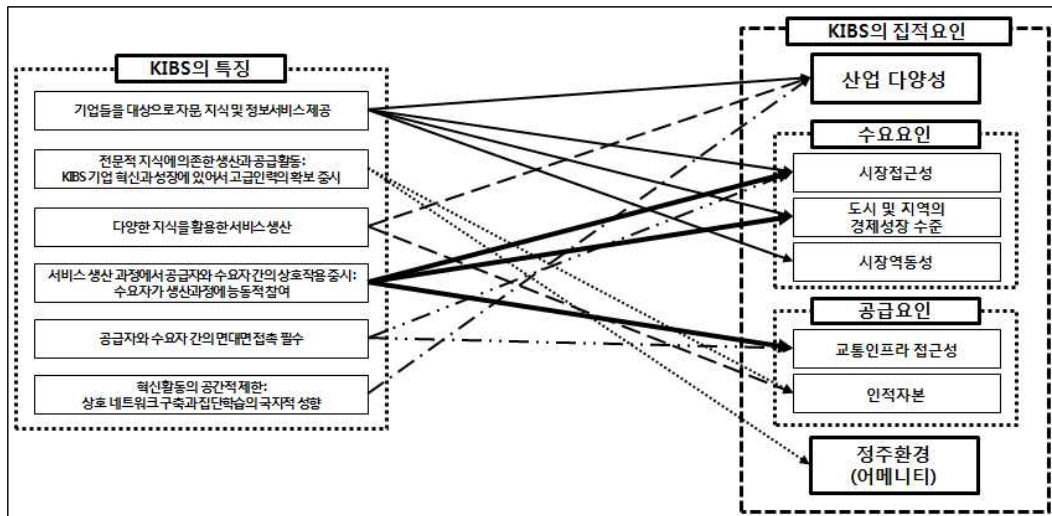 KIBS의 특징
기업들을 대상으로 자문 지식 및 정보서비스 제공
전문적 지식에 의존한 생산과 공급활동:
KIBS 기업 혁신과 성장에 있어서 고급인력의 확보 중시
다양한 지식을 활용한 서비스 생산
서비스 생산 과정에서 공급자와 수요자 간의 상호작용 중시:
수요자가 생산과정에 능동적 참여
공급자와 수요자 간의 면대면 접촉 필수
혁신활동의 공간적 제한:
상호 네트워크 구축과 집단학습의 국지적 성향
KIBS의 집적요인
산업 다양성
수요요인
시장접근성
도시 및 지역의
경제성장 수준
시장역동성
공급요인
교통인프라 접근성
인적자본
정주환경
(어메니티)